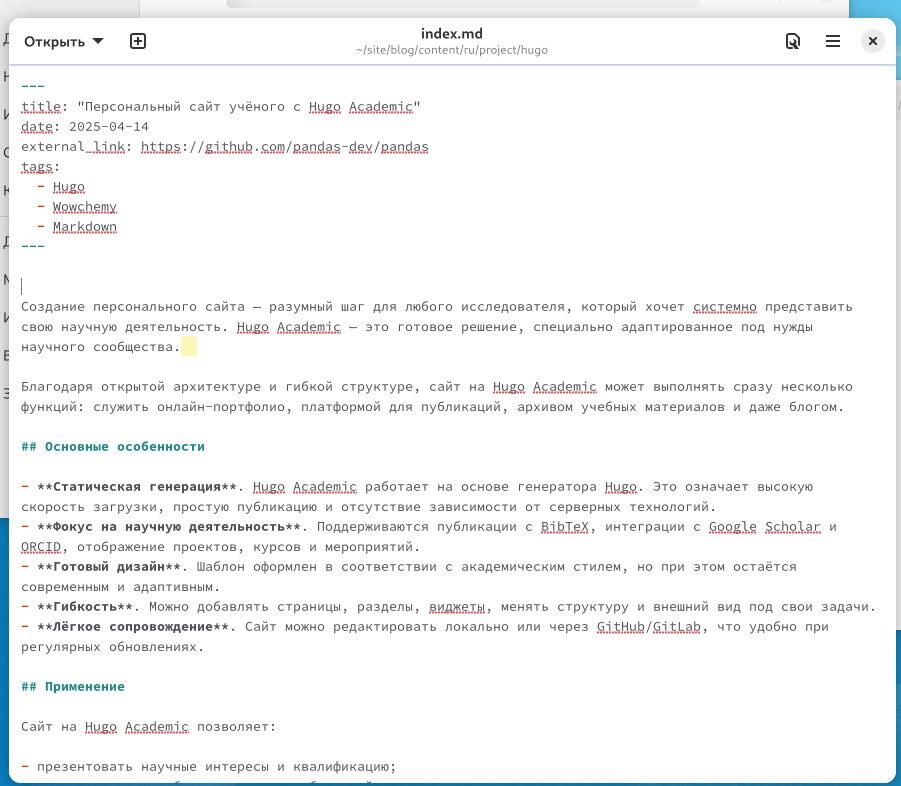 Открыть
index.md
~/site/blog/content/ru/project/hugo
---
title: "Персональный сайт учёного с Hugo Academic"
date: 2025-04-14
external_link: https://github.com/pandas-dev/pandas
tags:
- Hugo
- Wowchemy
- Markdown
---
Создание персонального сайта — разумный шаг для любого исследователя, который хочет системно представить
свою научную деятельность. Hugo Academic — это готовое решение, специально адаптированное под нужды
научного сообщества.
Благодаря открытой архитектуре и гибкой структуре, сайт на Hugo Academic может выполнять сразу несколько
функций: служить онлайн-портфолио, платформой для публикаций, архивом учебных материалов и даже блогом.
## Основные особенности
- **Статическая генерация**. Hugo Academic работает на основе генератора Hugo. Это означает высокую
скорость загрузки, простую публикацию и отсутствие зависимости от серверных технологий.
- **Фокус на научную деятельность**. Поддерживаются публикации с BibTeX, интеграции с Google Scholar и
ORCID, отображение проектов, курсов и мероприятий.
- **Готовый дизайн**. Шаблон оформлен в соответствии с академическим стилем, но при этом остаётся
современным и адаптивным.
- **Гибкость**. Можно добавлять страницы, разделы, виджеты, менять структуру и внешний вид под свои задачи.
- **Лёгкое сопровождение**. Сайт можно редактировать локально или через GitHub/GitLab, что удобно при
регулярных обновлениях.
## Применение
Сайт на Hugo Academic позволяет:
- презентовать научные интересы и квалификацию;